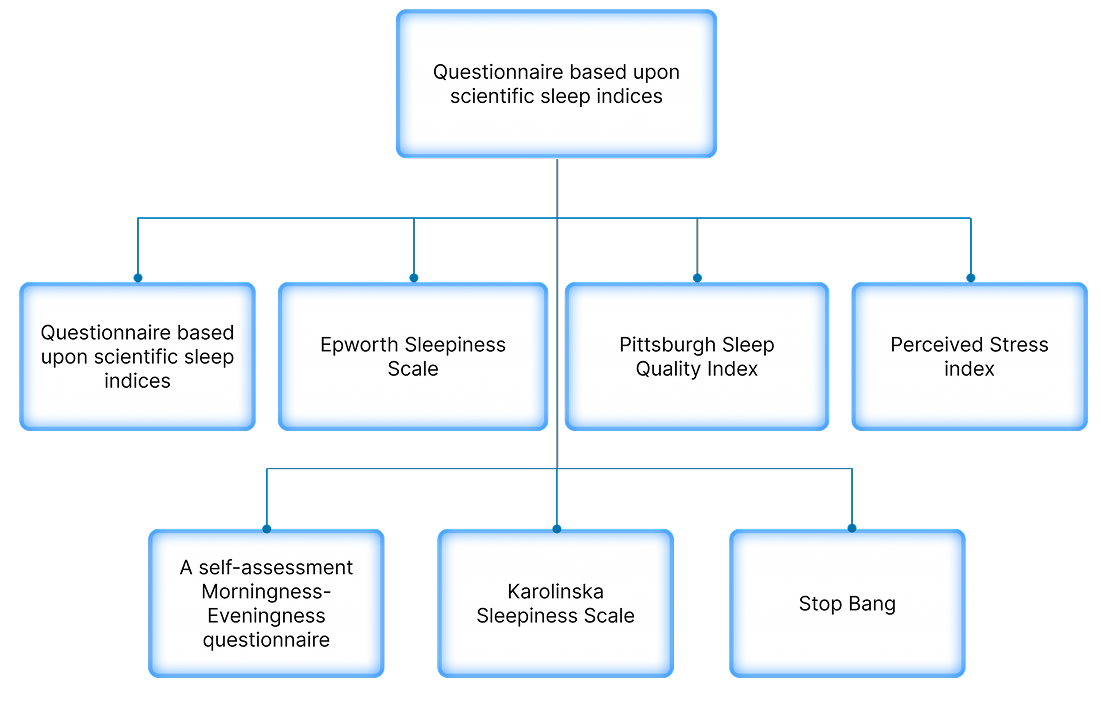 Questionnaire based upon
scientific sleep indices
Questionnaire based
upon scientific sleep
indices
Epworth Sleepiness
Scale
Pittsburgh Sleep
Quality Index
Perceived Stress
index
A self-assessment
Morningness-
Eveningness
questionnaire
Karolinska
Sleepiness Scale
Stop Bang